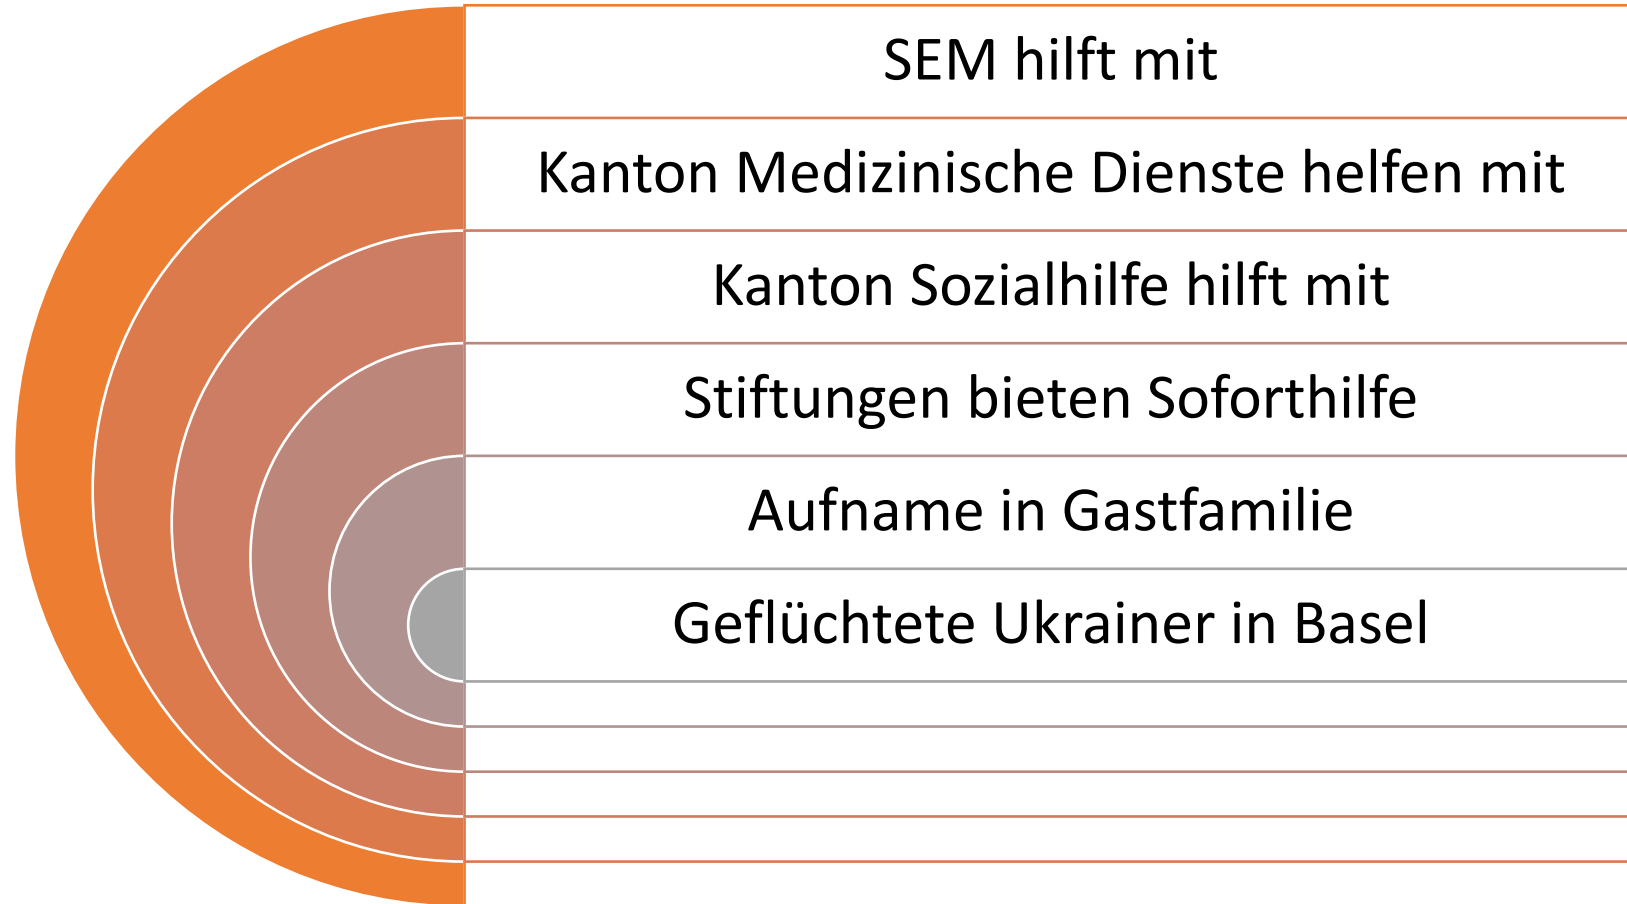 SEM hilft mit
Kanton Medizinische Dienste helfen mit
Kanton Sozialhilfe hilft mit
Stiftungen bieten Soforthilfe
Aufname in Gastfamilie
Geflüchtete Ukrainer in Basel